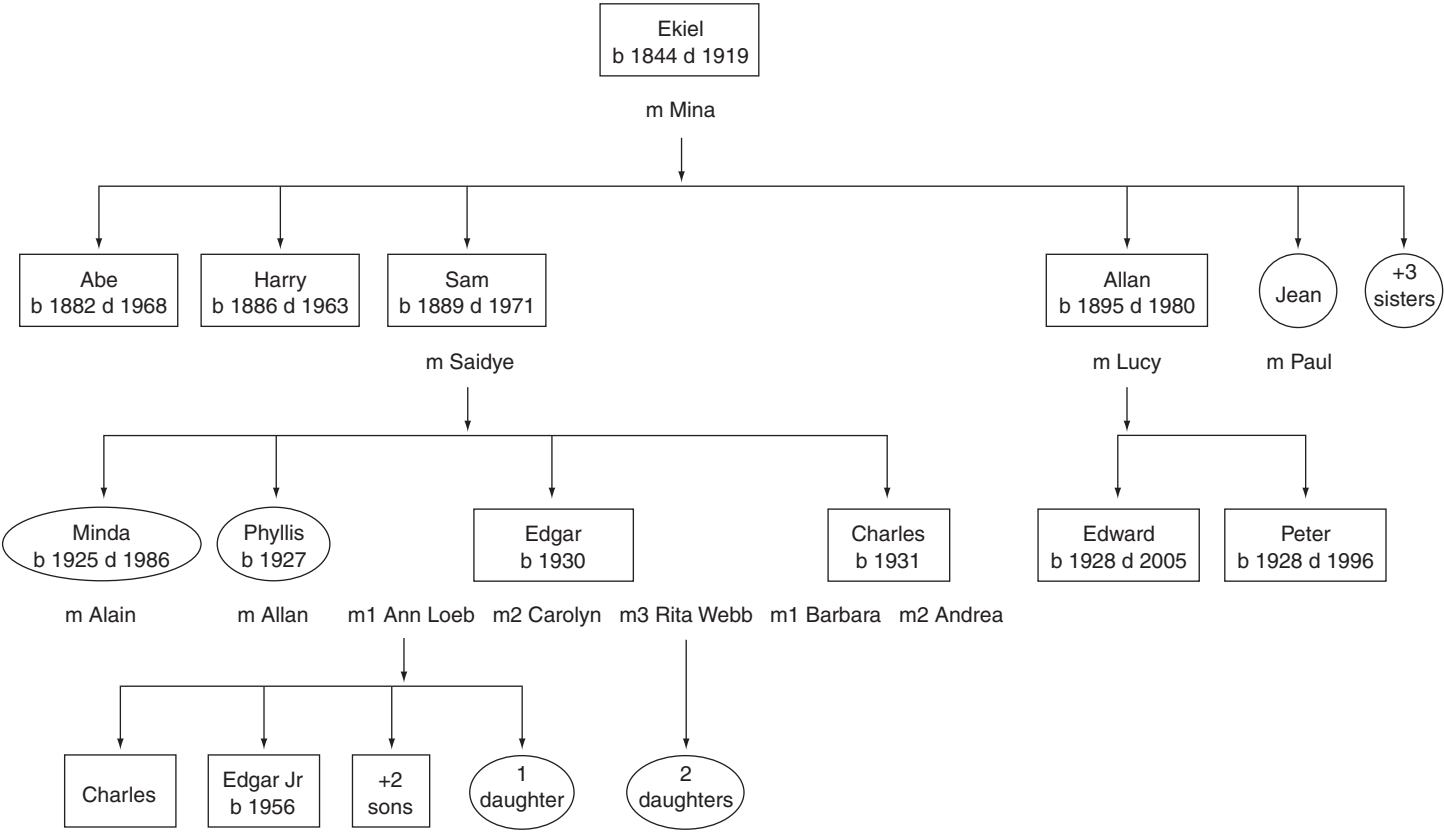 Ekiel
b 1844 d 1919
m Mina
Abe
b 1882 d 1968
Harry
b 1886 d 1963
Sam
b 1889 d 1971
Allan
b 1895 d 1980
Jean
+3
sisters
m Saidye
m Lucy
m Paul
Minda
b 1925 d 1986
Phyllis
b 1927
Edgar
b 1930
Charles
b 1931
Edward
b 1928 d 2005
Peter
b 1928 d 1996
m Alain
m Allan
m1 Ann Loeb
m2 Carolyn
m3 Rita Webb
m1 Barbara
m2 Andrea
Charles
Edgar Jr
b 1956
+2
sons
1
daughter
2
daughters